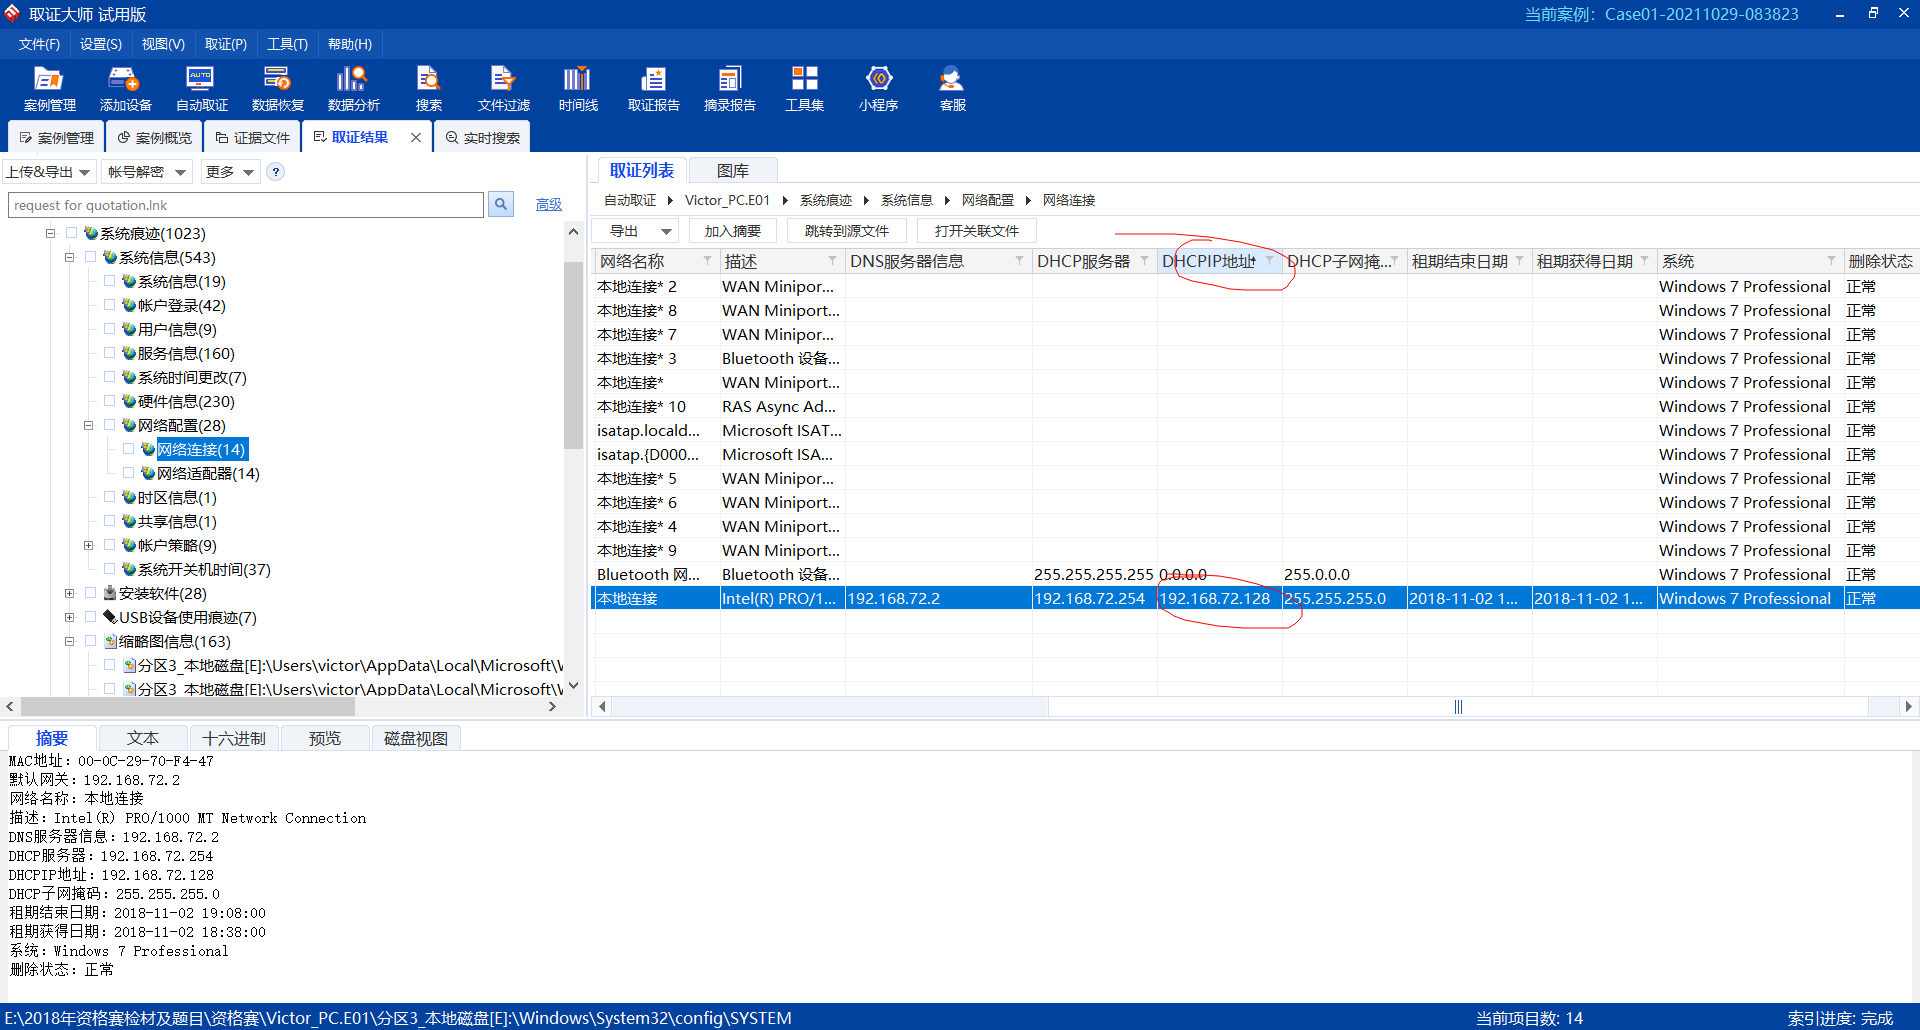 取证大师 试用版
当前案例：Case01-20211029-083823
文件(F) 设置(S) 视图(V) 取证(P) 工具(T) 帮助(H)
案例管理 添加设备 自动取证 数据恢复 数据分析 搜索 文件过滤 时间线 取证报告 摘录报告 工具集 小程序 客服
案例管理 案例概览 证据文件 取证结果 实时搜索
上传&导出 帐号解密 更多 ?
request for quotation.lnk 高级
系统痕迹(1023)
系统信息(543)
系统信息(19)
帐户登录(42)
用户信息(9)
服务信息(160)
系统时间更改(7)
硬件信息(230)
网络配置(28)
网络连接(14)
网络适配器(14)
时区信息(1)
共享信息(1)
帐户策略(9)
系统开关机时间(37)
安装软件(28)
USB设备使用痕迹(7)
缩略图信息(163)
分区3_本地磁盘[E]:\Users\victor\AppData\Local\Microsoft\
分区3_本地磁盘[E]:\Users\victor\AppData\Local\Microsoft\
取证列表 图库
自动取证 Victor_PC.E01 系统痕迹 系统信息 网络配置 网络连接
导出 加入摘要 跳转到源文件 打开关联文件
网络名称 描述 DNS服务器信息 DHCP服务器 DHCPIP地址 DHCP子网掩... 租期结束日期 租期获得日期 系统 删除状态
本地连接* 2 WAN Minipor... Windows 7 Professional 正常
本地连接* 8 WAN Miniport... Windows 7 Professional 正常
本地连接* 7 WAN Minipor... Windows 7 Professional 正常
本地连接* 3 Bluetooth 设备... Windows 7 Professional 正常
本地连接* WAN Miniport... Windows 7 Professional 正常
本地连接* 10 RAS Async Ad... Windows 7 Professional 正常
isatap.locald... Microsoft ISAT... Windows 7 Professional 正常
isatap.{D000... Microsoft ISA... Windows 7 Professional 正常
本地连接* 5 WAN Minipor... Windows 7 Professional 正常
本地连接* 6 WAN Miniport... Windows 7 Professional 正常
本地连接* 4 WAN Miniport... Windows 7 Professional 正常
本地连接* 9 WAN Miniport... Windows 7 Professional 正常
Bluetooth 网... Bluetooth 设备... 255.255.255.255 0.0.0.0 255.0.0.0 Windows 7 Professional 正常
本地连接 Intel(R) PRO/1... 192.168.72.2 192.168.72.254 192.168.72.128 255.255.255.0 2018-11-02 1... 2018-11-02 1... Windows 7 Professional 正常
摘要 文本 十六进制 预览 磁盘视图
MAC地址：00-0C-29-70-F4-47
默认网关：192.168.72.2
网络名称：本地连接
描述：Intel(R) PRO/1000 MT Network Connection
DNS服务器信息：192.168.72.2
DHCP服务器：192.168.72.254
DHCPIP地址：192.168.72.128
DHCP子网掩码：255.255.255.0
租期结束日期：2018-11-02 19:08:00
租期获得日期：2018-11-02 18:38:00
系统：Windows 7 Professional
删除状态：正常
E:\2018年资格赛检材及题目\资格赛\Victor_PC.E01\分区3_本地磁盘[E]:\Windows\System32\config\SYSTEM
当前项目数: 14 索引进度: 完成